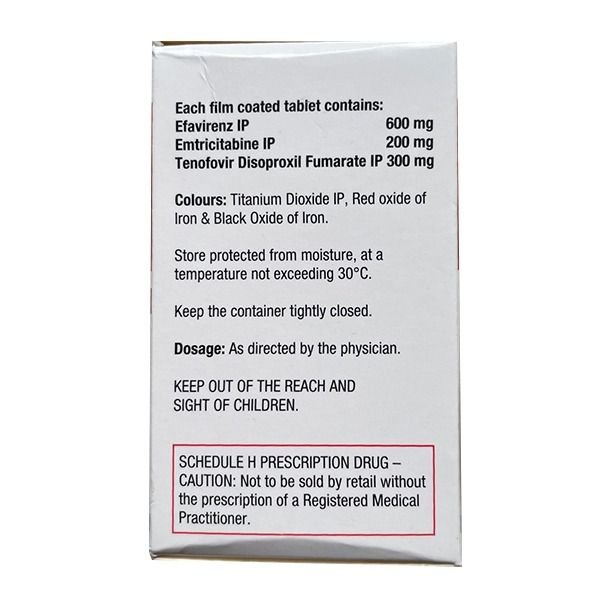 Each film coated tablet contains:
Efavirenz IP 600 mg
Emtricitabine IP 200 mg
Tenofovir Disoproxil Fumarate IP 300 mg
Colours: Titanium Dioxide IP, Red oxide of
Iron & Black Oxide of Iron.
Store protected from moisture, at a
temperature not exceeding 30°C.
Keep the container tightly closed.
Dosage: As directed by the physician.
KEEP OUT OF THE REACH AND
SIGHT OF CHILDREN.
SCHEDULE H PRESCRIPTION DRUG –
CAUTION: Not to be sold by retail without
the prescription of a Registered Medical
Practitioner.